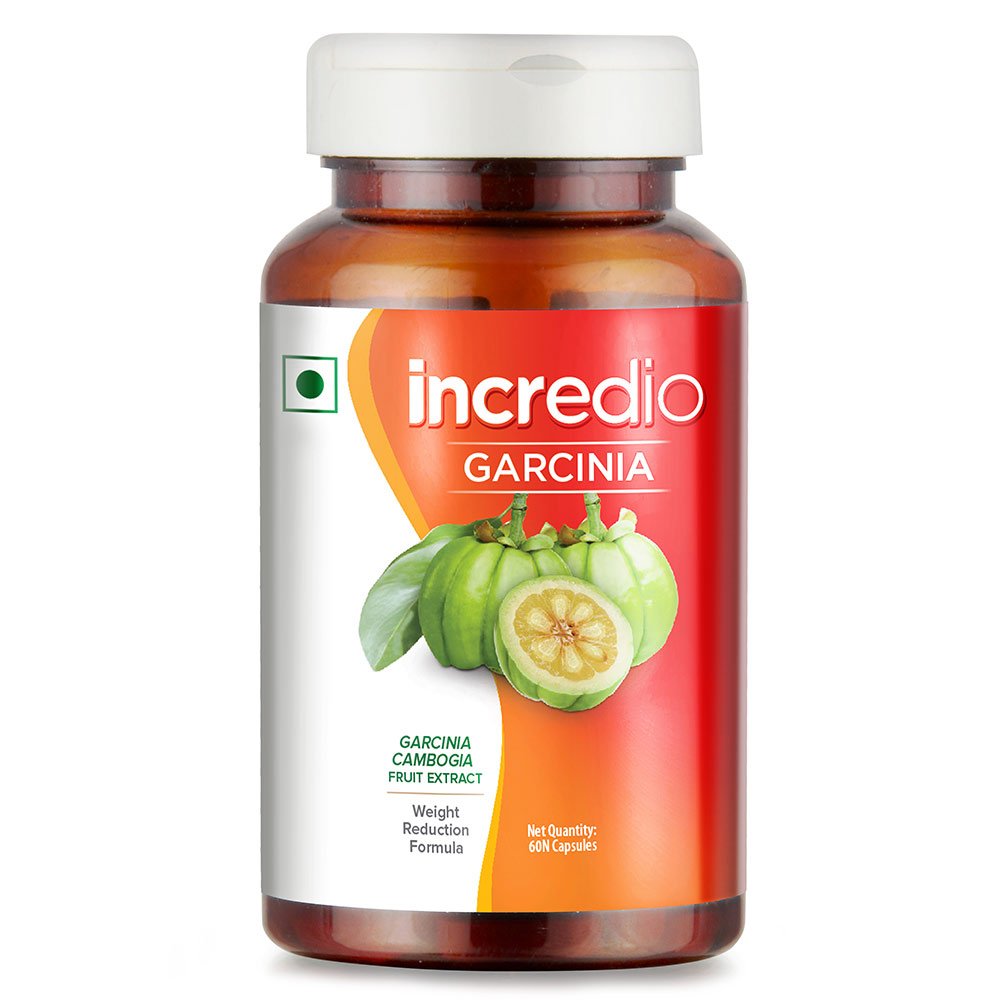 incredio
GARCINIA
GARCINIA
CAMBOGIA
FRUIT EXTRACT
Weight
Reduction
Formula
Net Quantity:
60N Capsules